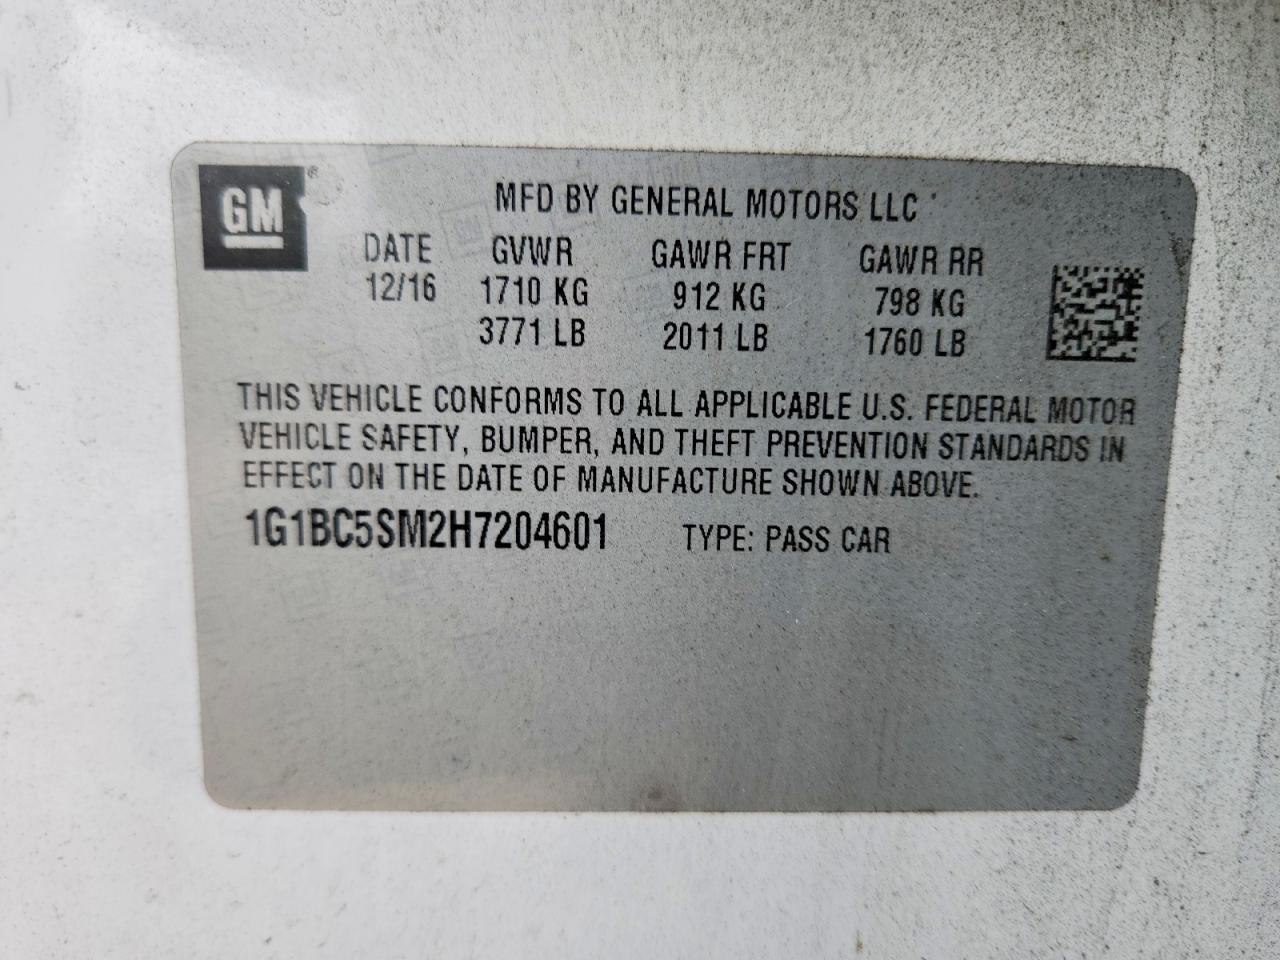 GM ®
MFD BY GENERAL MOTORS LLC
DATE GVWR GAWR FRT GAWR RR
12/16 1710 KG 912 KG 798 KG
3771 LB 2011 LB 1760 LB
THIS VEHICLE CONFORMS TO ALL APPLICABLE U.S. FEDERAL MOTOR
VEHICLE SAFETY, BUMPER, AND THEFT PREVENTION STANDARDS IN
EFFECT ON THE DATE OF MANUFACTURE SHOWN ABOVE.
1G1BC5SM2H7204601 TYPE: PASS CAR